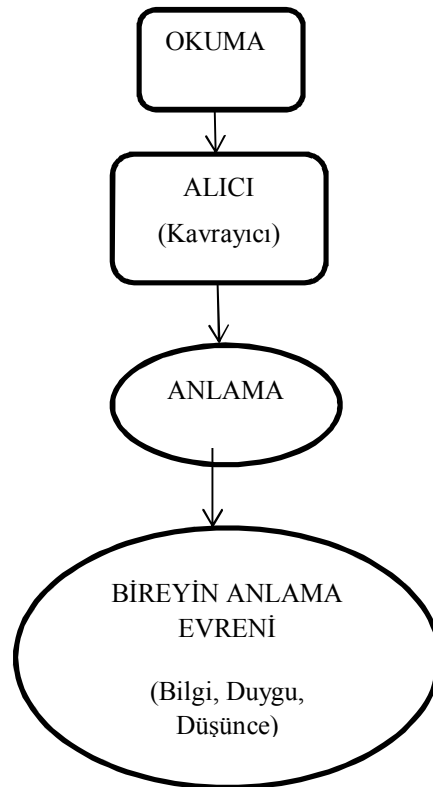 OKUMA
ALICI
(Kavrayıcı)
ANLAMA
BİREYİN ANLAMA
EVRENİ
(Bilgi, Duygu,
Düşünce)